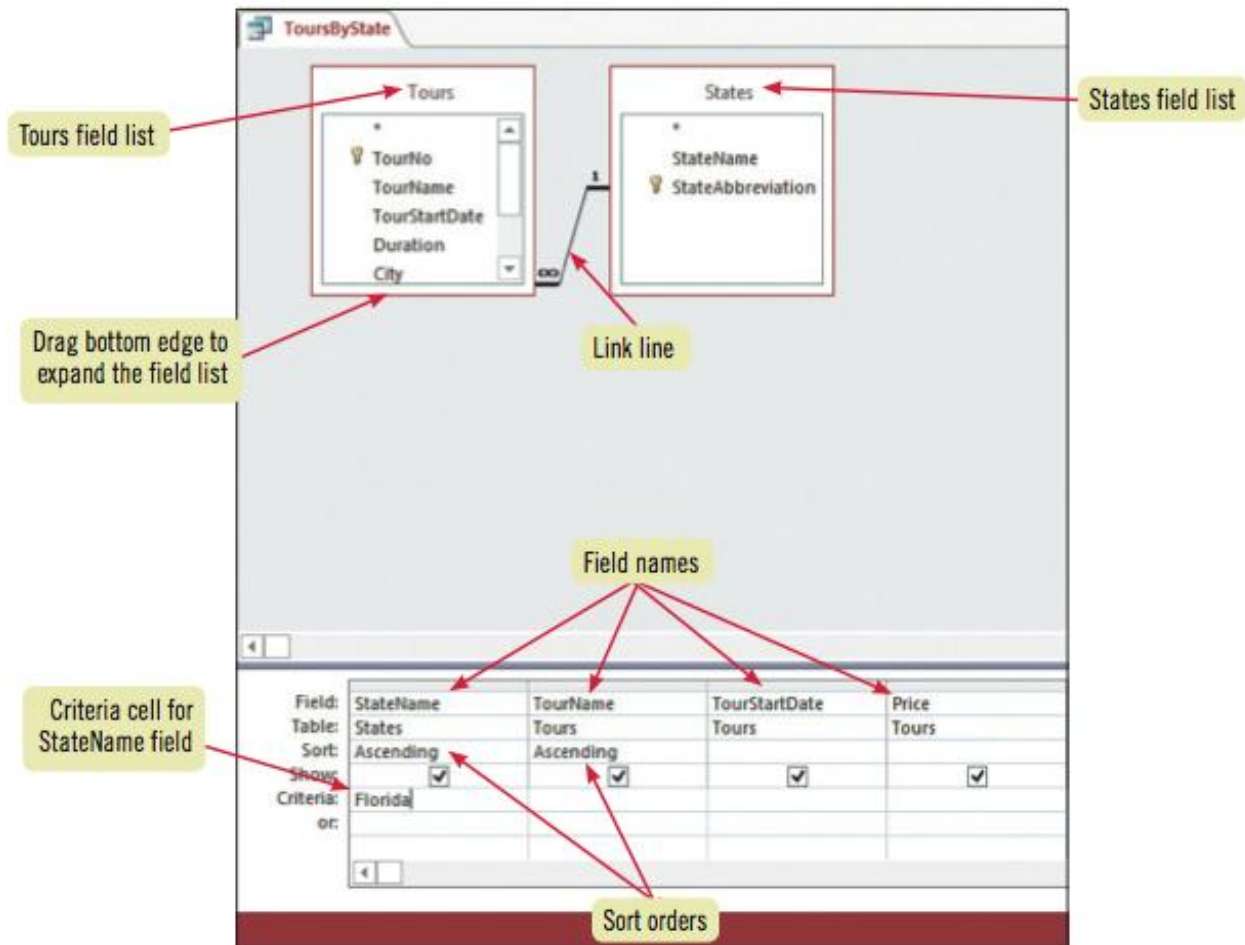 ToursByState
Tours
States
States field list
Tours field list
*
TourNo
TourName
TourStartDate
Duration
City
*
StateName
StateAbbreviation
1
∞
Drag bottom edge to
expand the field list
Link line
Field names
Criteria cell for
StateName field
Field: StateName TourName TourStartDate Price
Table: States Tours Tours Tours
Sort: Ascending Ascending
Show:
Criteria: Florida
or:
Sort orders